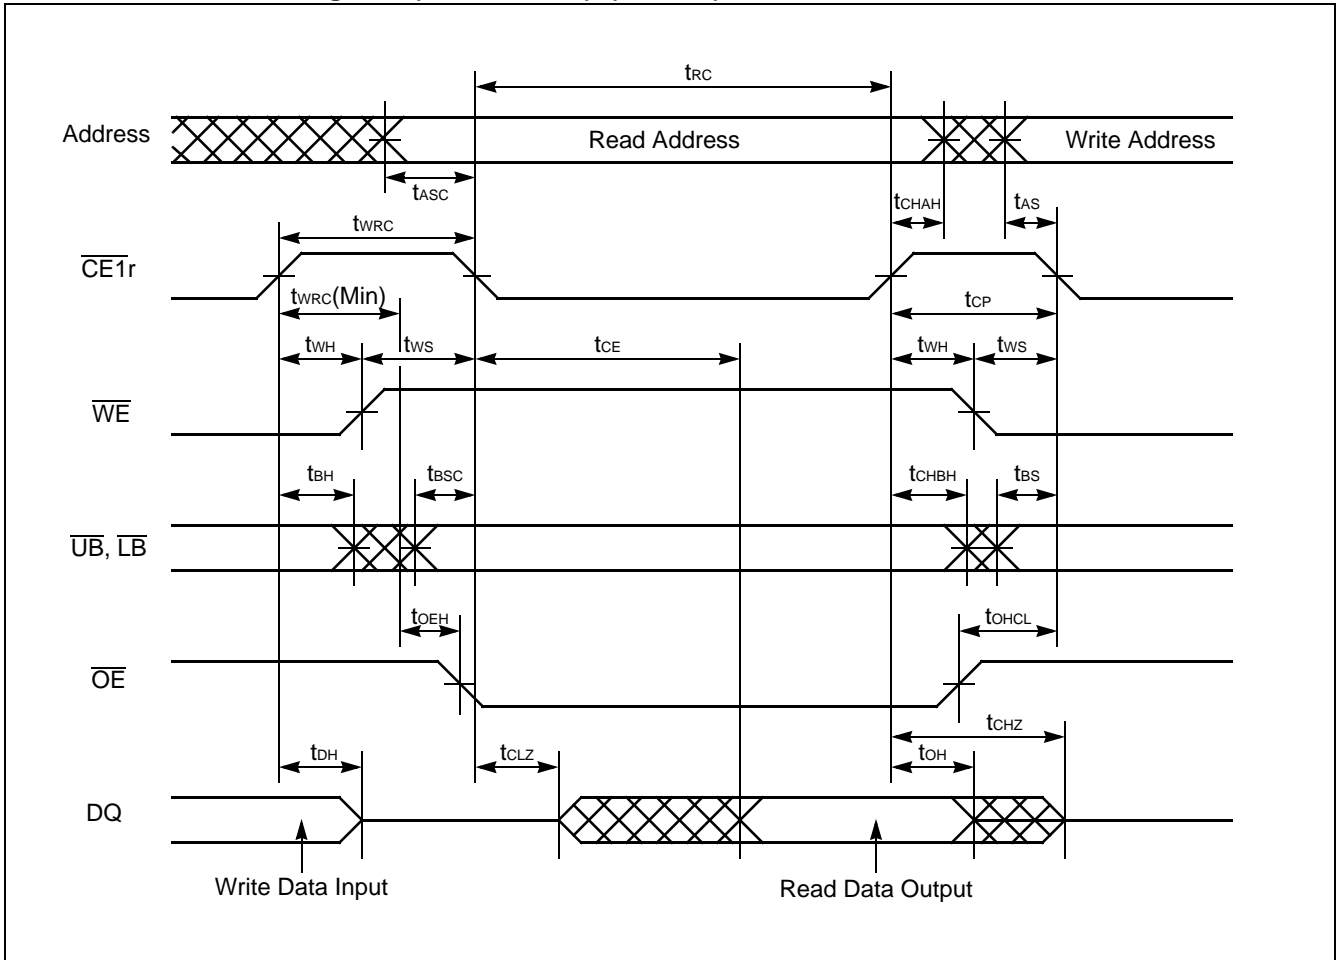 tRC
Address
Read Address
Write Address
tASC
tCHAH
tAS
tWRC
CE1r
tWRC(Min)
tCP
tWH
tWS
tCE
tWH
tWS
WE
tBH
tBSC
tCHBH
tBS
UB, LB
tOEH
tOHCL
OE
tCHZ
tDH
tCLZ
tOH
DQ
Write Data Input
Read Data Output